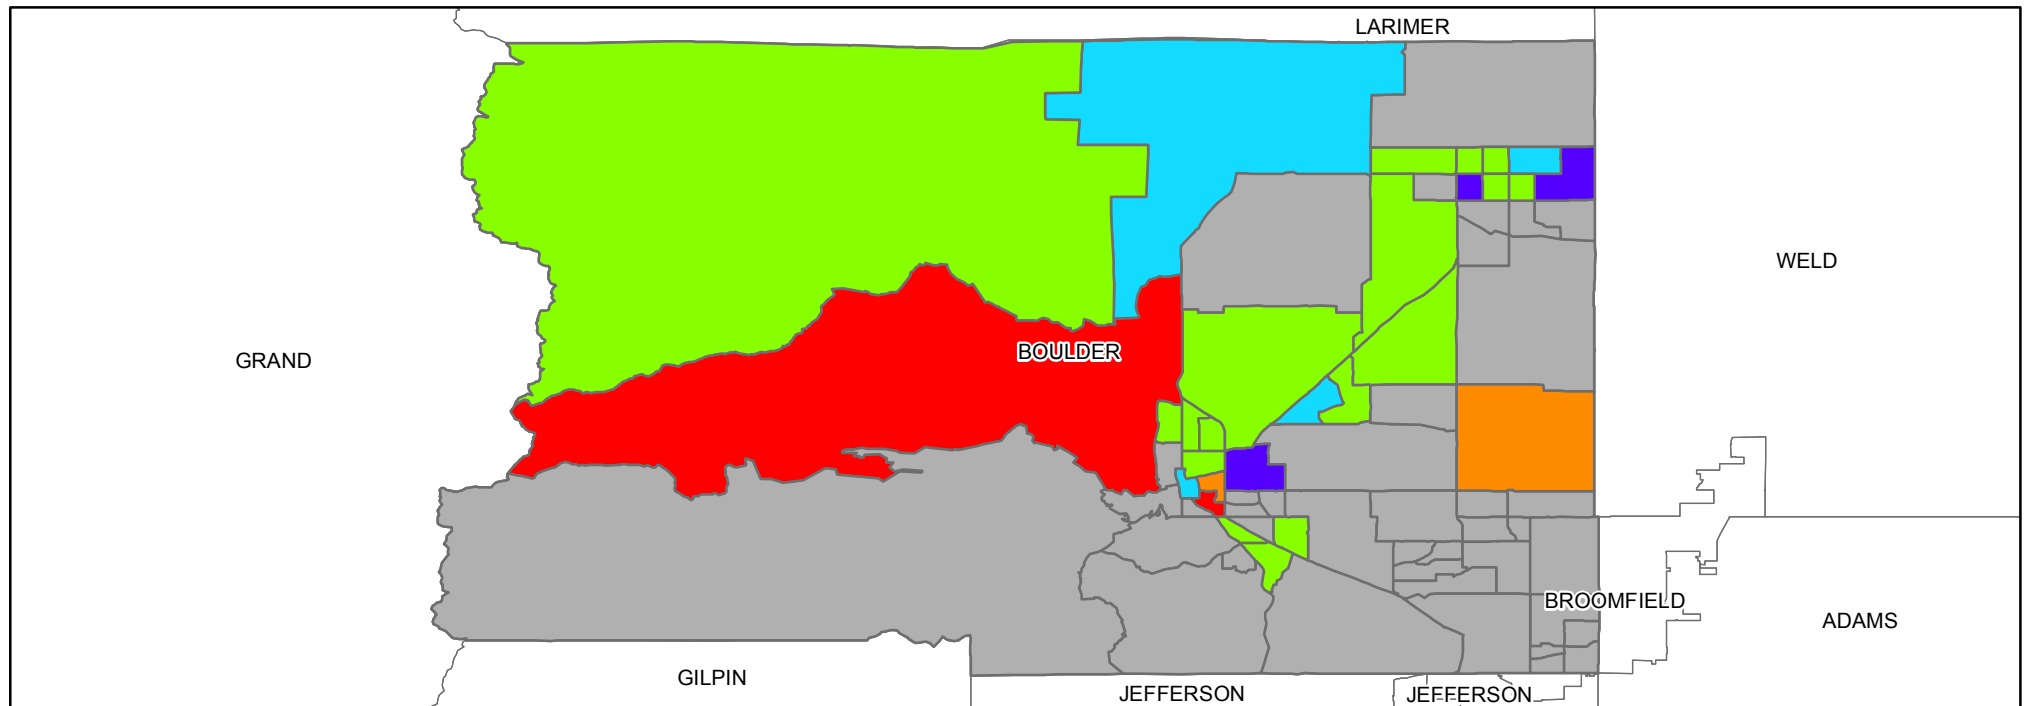 LARIMER
WELD
GRAND
BOULDER
BROOMFIELD
ADAMS
GILPIN
JEFFERSON
JEFFERSON